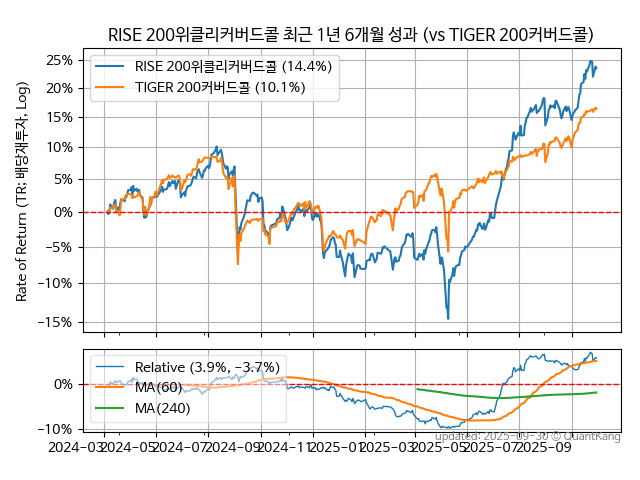 RISE 200위클리커버드콜 최근 1년 6개월 성과 (vs TIGER 200커버드콜)
Rate of Return (TR: 배당재투자, Log)
25%
20%
15%
10%
5%
0%
−5%
−10%
−15%
RISE 200위클리커버드콜 (14.4%)
TIGER 200커버드콜 (10.1%)
0%
−10%
Relative (3.9%, −3.7%)
MA(60)
MA(240)
2024-03 2024-05 2024-07 2024-09 2024-11 2025-01 2025-03 2025-05 2025-07 2025-09
updated: 2025-09-30 © QuantKang